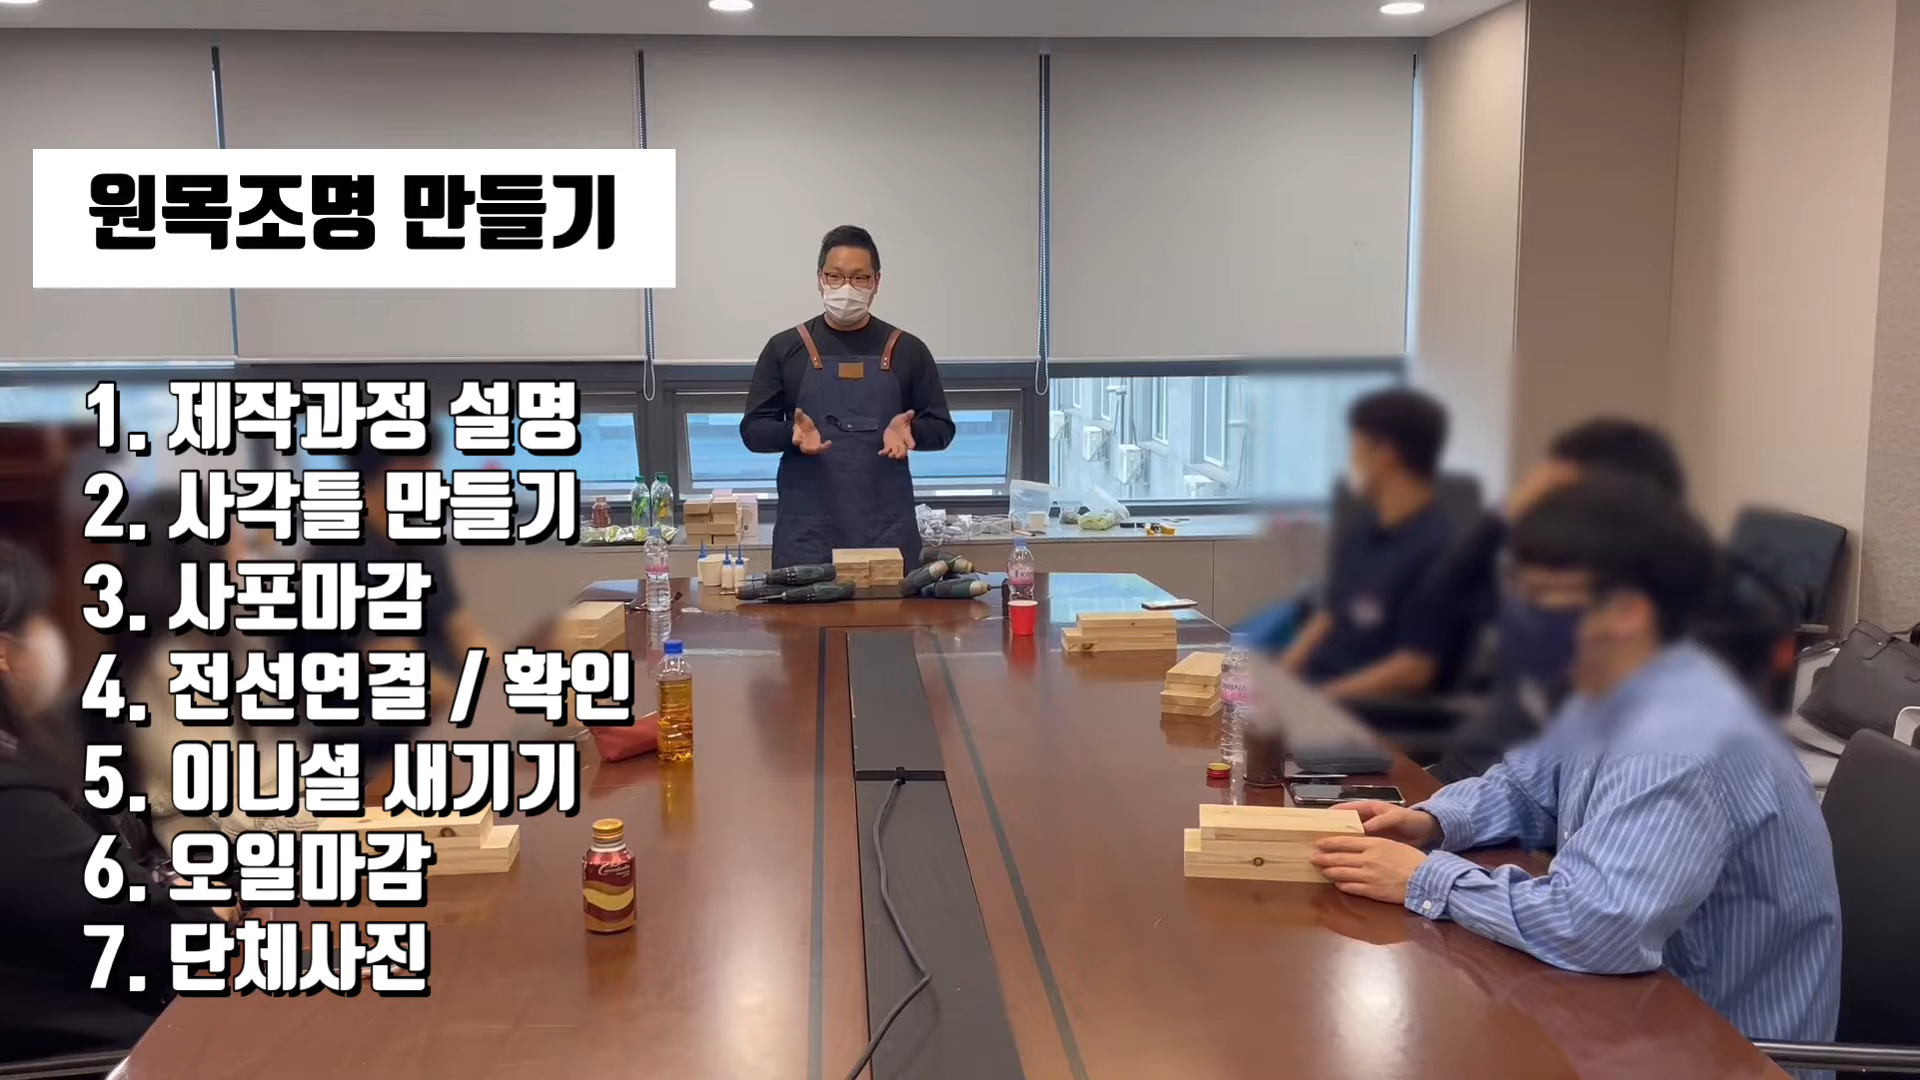 원목조명 만들기
1. 제작과정 설명
2. 사각틀 만들기
3. 사포마감
4. 전선연결 / 확인
5. 이니셜 새기기
6. 오일마감
7. 단체사진